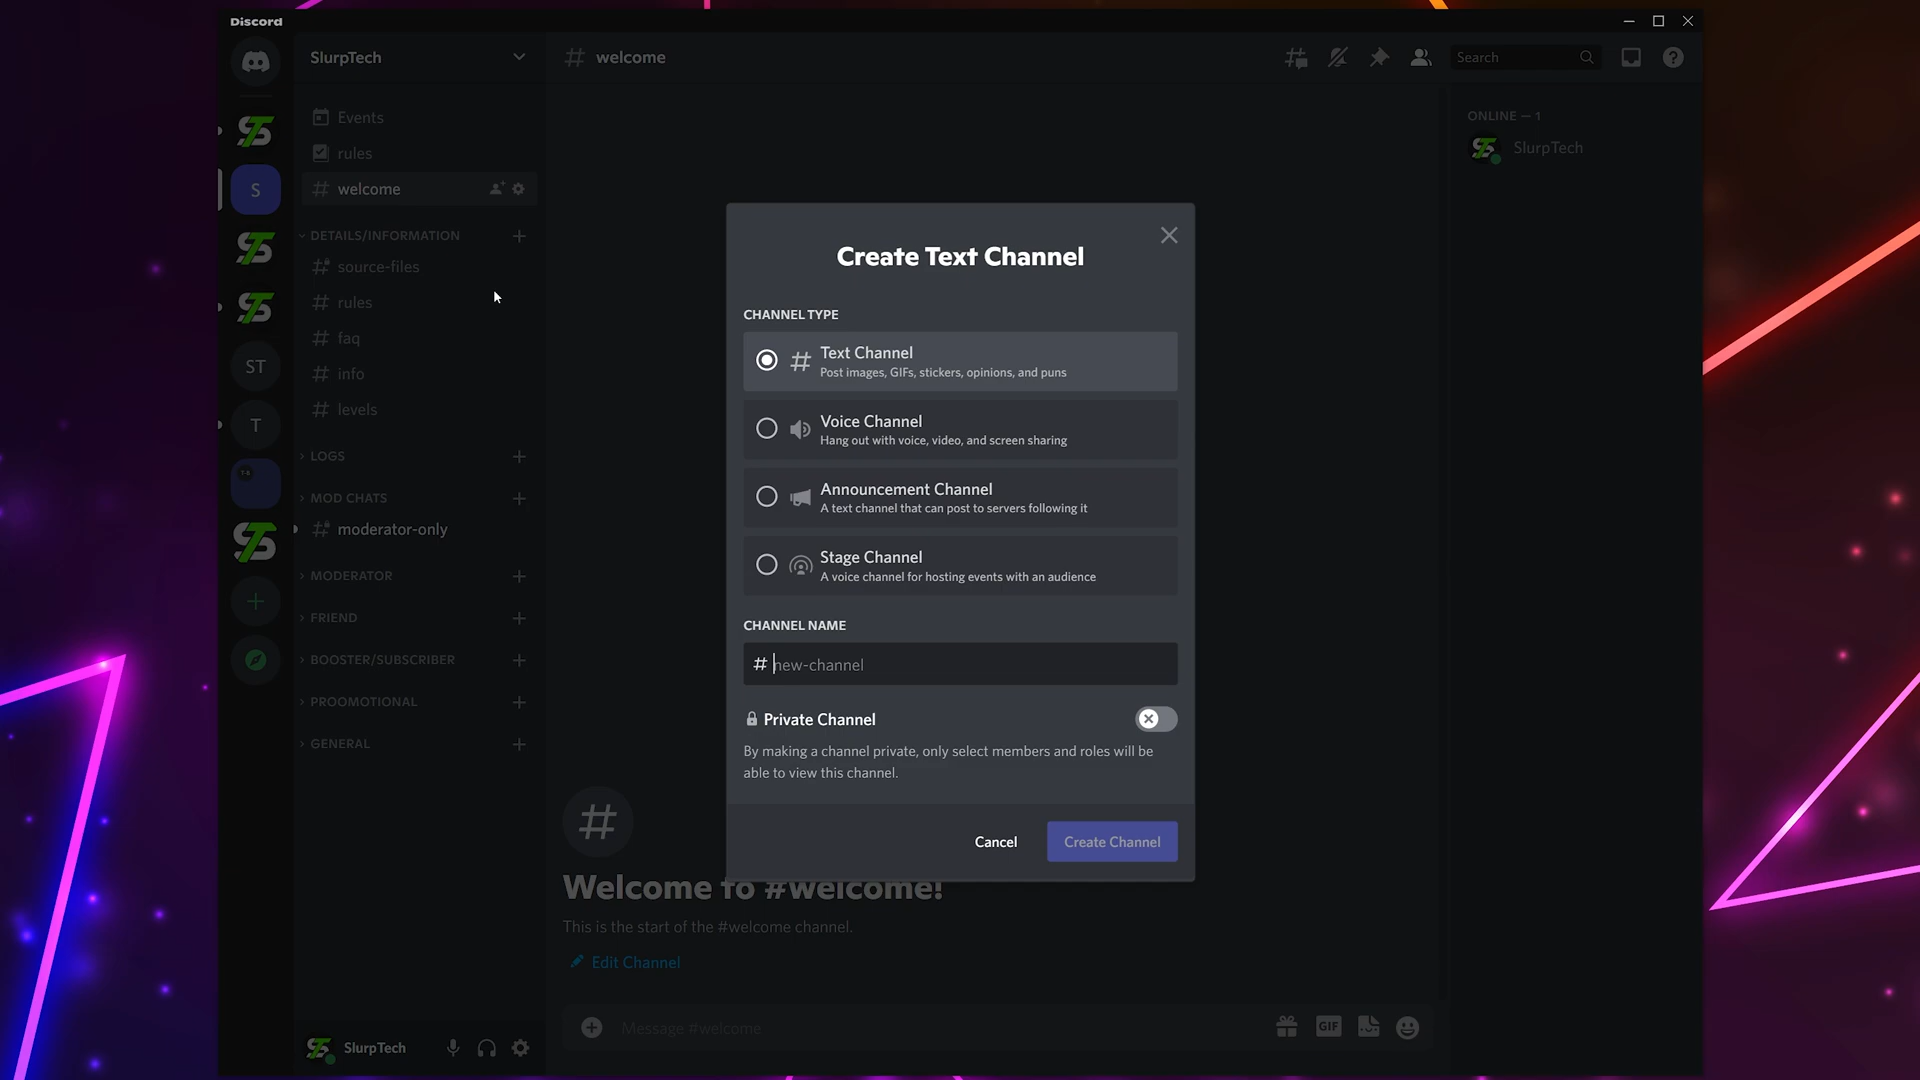 Discord
SlurpTech
welcome
Search
Events
rules
welcome
DETAILS/INFORMATION
source-files
rules
faq
info
levels
LOGS
MOD CHATS
moderator-only
MODERATOR
FRIEND
BOOSTER/SUBSCRIBER
PROOMOTIONAL
GENERAL
S
ST
T
SlurpTech
ONLINE — 1
SlurpTech
Create Text Channel
CHANNEL TYPE
Text Channel
Post images, GIFs, stickers, opinions, and puns
Voice Channel
Hang out with voice, video, and screen sharing
Announcement Channel
A text channel that can post to servers following it
Stage Channel
A voice channel for hosting events with an audience
CHANNEL NAME
# new-channel
Private Channel
By making a channel private, only select members and roles will be
able to view this channel.
Cancel
Create Channel
Welcome to #welcome!
This is the start of the #welcome channel.
Edit Channel
Message #welcome
GIF